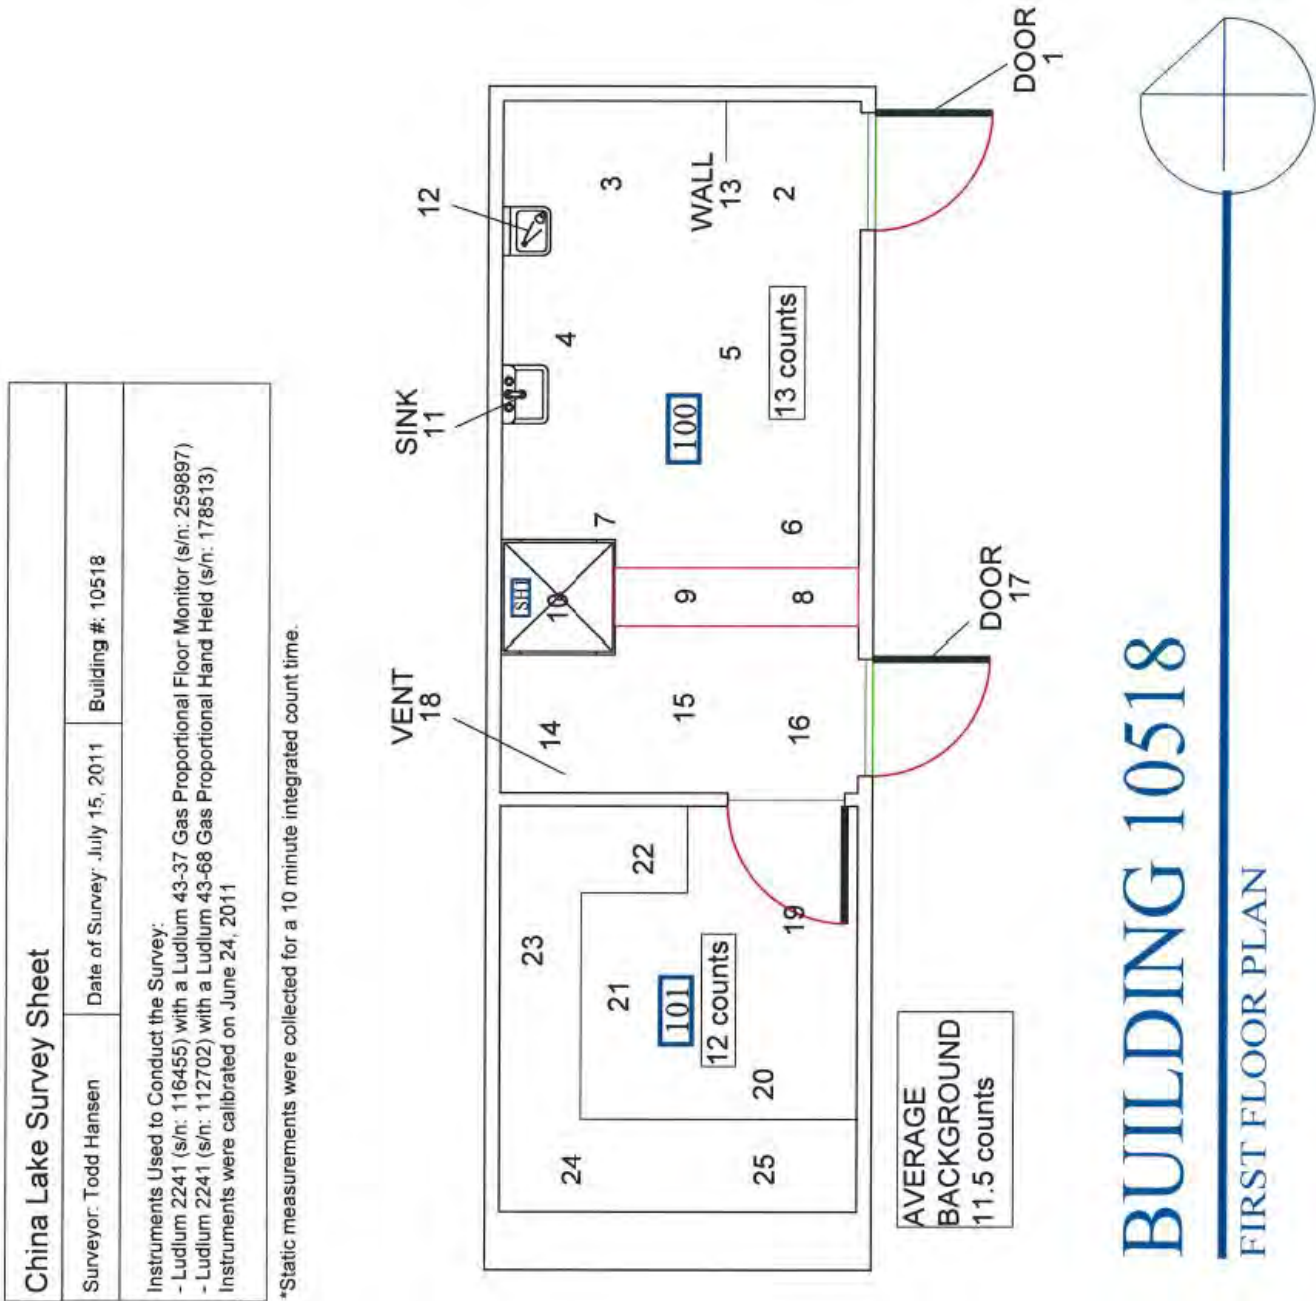 China Lake Survey Sheet
Surveyor: Todd Hansen
Date of Survey: July 15, 2011
Building #: 10518
Instruments Used to Conduct the Survey:
- Ludlum 2241 (s/n: 116455) with a Ludlum 43-37 Gas Proportional Floor Monitor (s/n: 259897)
- Ludlum 2241 (s/n: 112702) with a Ludlum 43-68 Gas Proportional Hand Held (s/n: 178513)
Instruments were calibrated on June 24, 2011
*Static measurements were collected for a 10 minute integrated count time.
VENT
18
SINK
11
12
24
23
14
SH1
10
4
3
22
21
15
7
101
12 counts
9
100
5
WALL
13
25
20
19
16
8
6
13 counts
2
DOOR
17
DOOR
1
AVERAGE
BACKGROUND
11.5 counts
BUILDING 10518
FIRST FLOOR PLAN